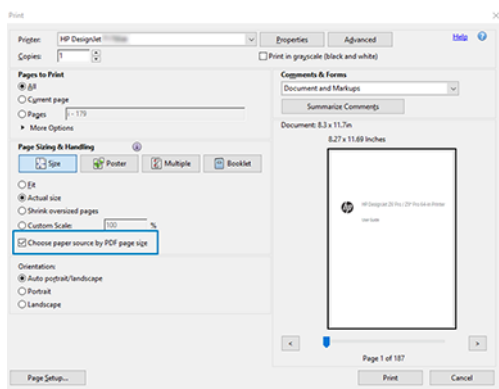 Print
Printer: HP DesignJet
Properties
Advanced
Help
Copies: 1
Print in grayscale (black and white)
Pages to Print
All
Current page
Pages 1 - 179
More Options
Comments & Forms
Document and Markups
Summarize Comments
Page Sizing & Handling
Size
Poster
Multiple
Booklet
Fit
Actual size
Shrink oversized pages
Custom Scale: 100 %
Choose paper source by PDF page size
Orientation:
Auto portrait/landscape
Portrait
Landscape
Document: 8.3 x 11.7in
8.27 x 11.69 Inches
hp
User Guide
<
>
Page 1 of 187
Page Setup...
Print
Cancel